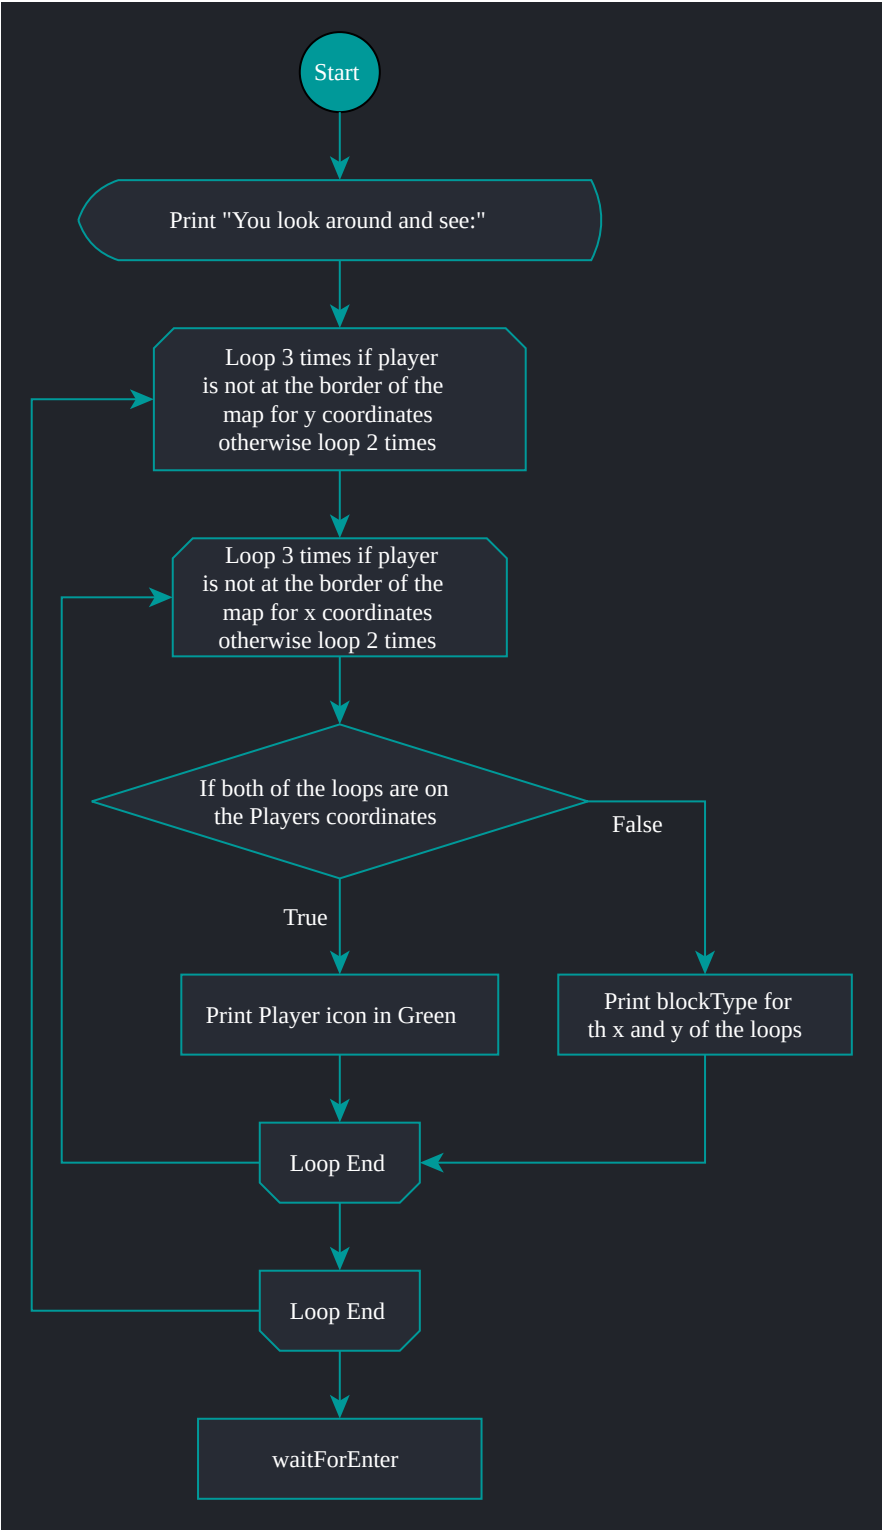 Start
Print "You look around and see:"
Loop 3 times if player
is not at the border of the
map for y coordinates
otherwise loop 2 times
Loop 3 times if player
is not at the border of the
map for x coordinates
otherwise loop 2 times
If both of the loops are on
the Players coordinates
False
True
Print Player icon in Green
Print blockType for
th x and y of the loops
Loop End
Loop End
waitForEnter